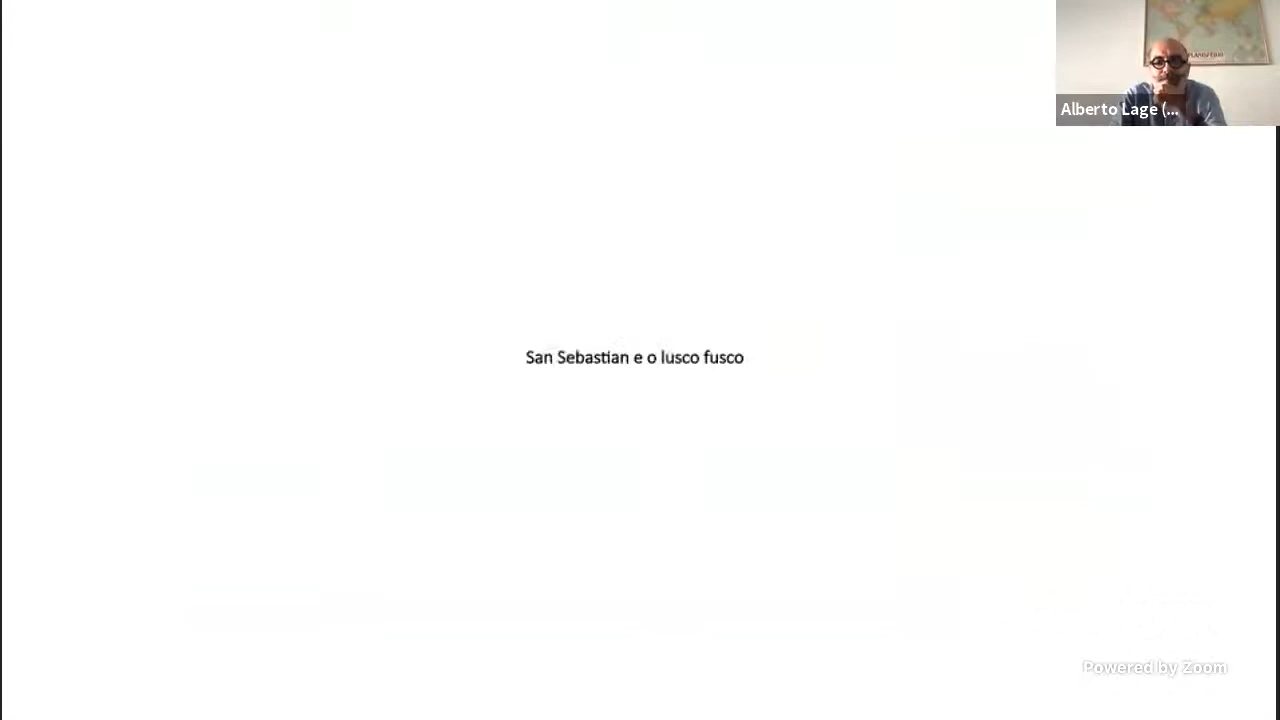 Alberto Lage (...
San Sebastian e o lusco fusco
Powered by Zoom